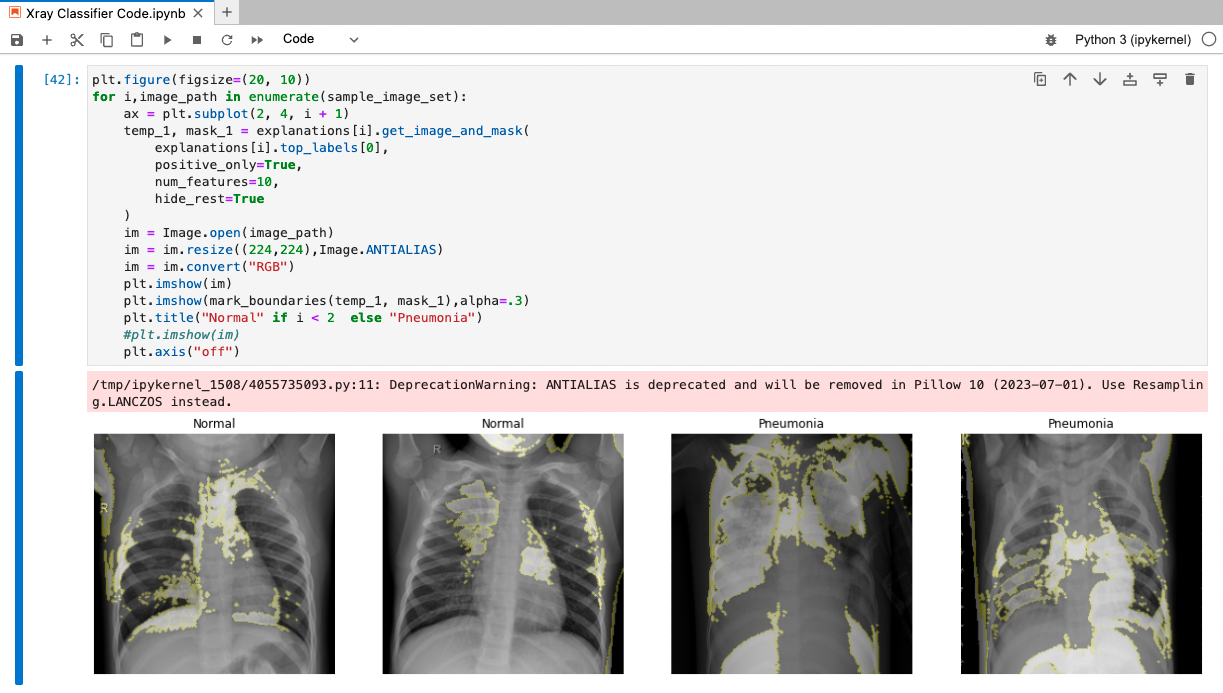 Xray Classifier Code.ipynb
Code
Python 3 (ipykernel)
[42]:
plt.figure(figsize=(20, 10))
for i,image_path in enumerate(sample_image_set):
    ax = plt.subplot(2, 4, i + 1)
    temp_1, mask_1 = explanations[i].get_image_and_mask(
        explanations[i].top_labels[0],
        positive_only=True,
        num_features=10,
        hide_rest=True
    )
    im = Image.open(image_path)
    im = im.resize((224,224),Image.ANTIALIAS)
    im = im.convert("RGB")
    plt.imshow(im)
    plt.imshow(mark_boundaries(temp_1, mask_1),alpha=.3)
    plt.title("Normal" if i < 2  else "Pneumonia")
    #plt.imshow(im)
    plt.axis("off")
/tmp/ipykernel_1508/4055735093.py:11: DeprecationWarning: ANTIALIAS is deprecated and will be removed in Pillow 10 (2023-07-01). Use Resamplin
g.LANCZOS instead.
Normal
Normal
Pneumonia
Pneumonia
R
R